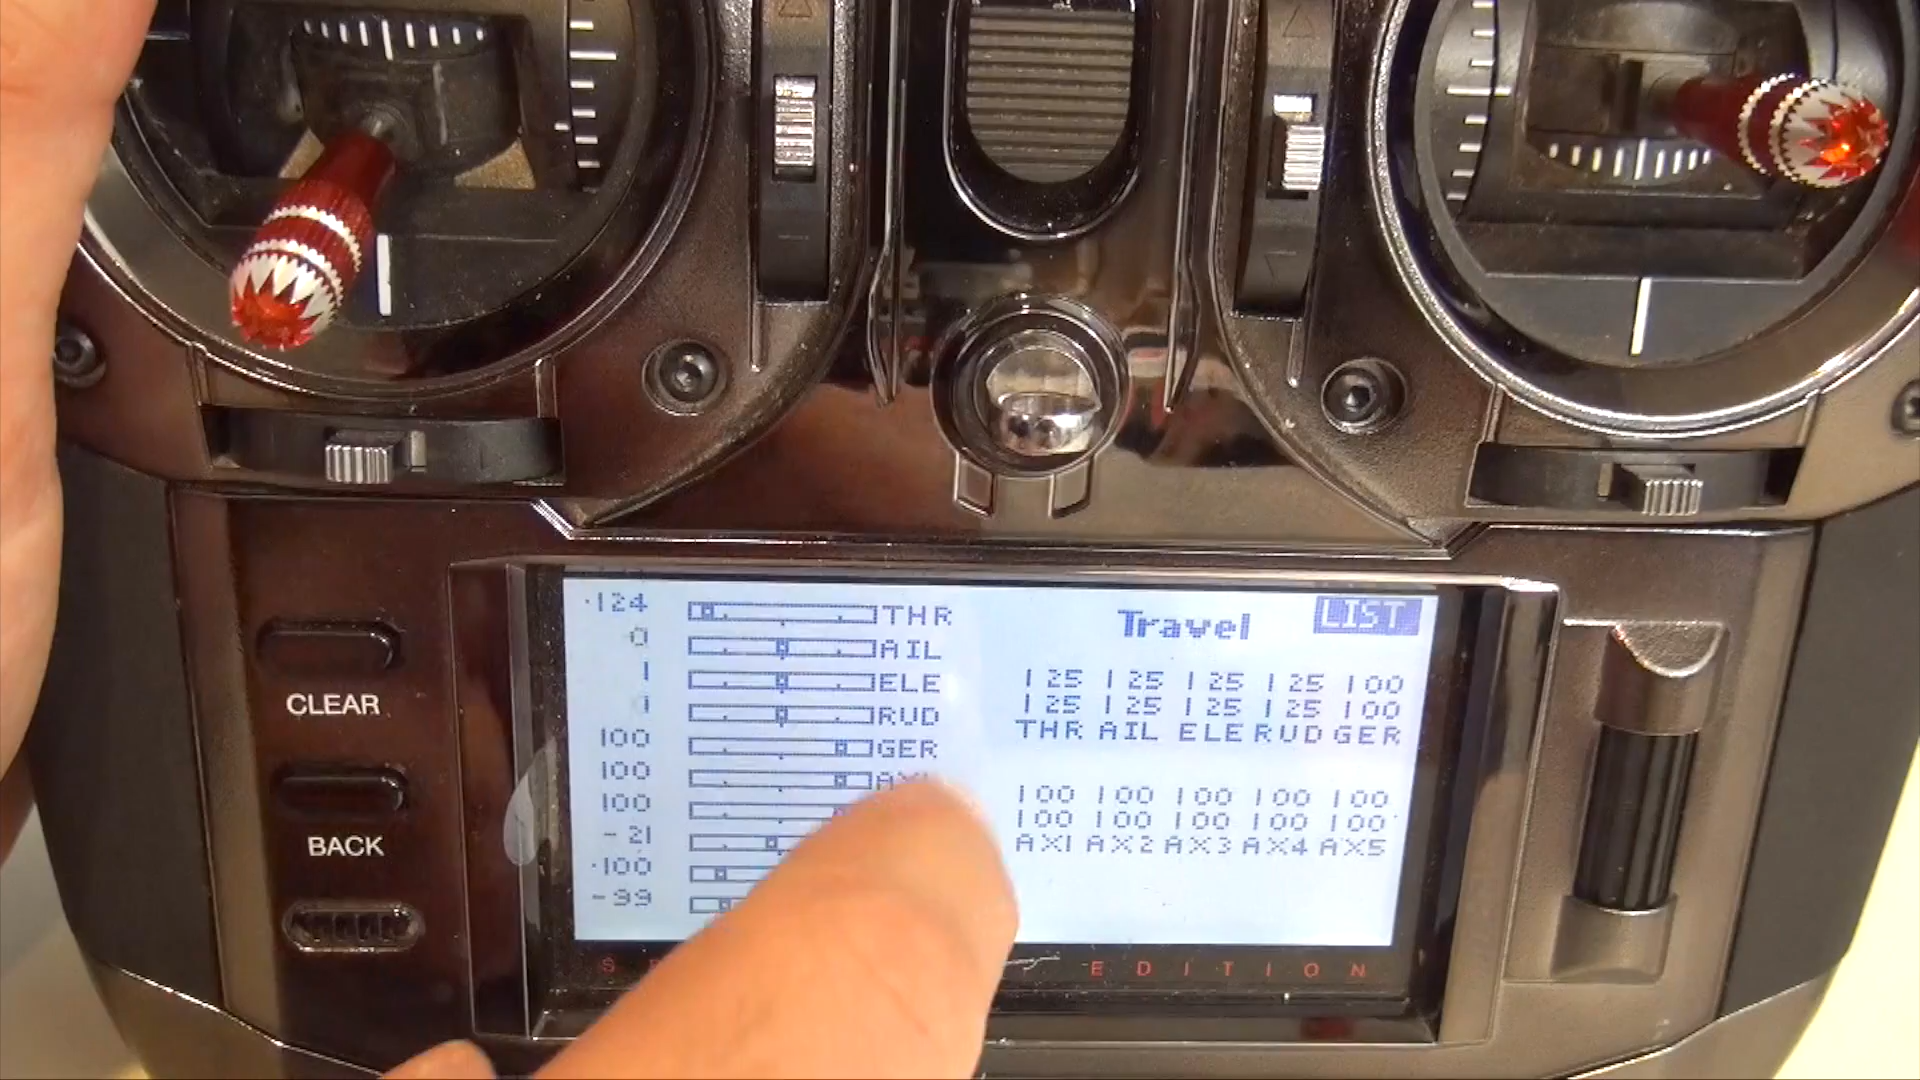 -124 THR
0 AIL
1 ELE
1 RUD
100 GER
100
100
-21
-100
-99
Travel LIST
125 125 125 125 100
125 125 125 125 100
THR AIL ELE RUD GER
100 100 100 100 100
100 100 100 100 100
AX1 AX2 AX3 AX4 AX5
CLEAR
BACK
EDITION